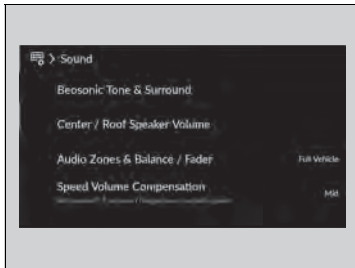 Sound
Beosonic Tone & Surround
Center / Roof Speaker Volume
Audio Zones & Balance / Fader
Full Vehicle
Speed Volume Compensation
Mid